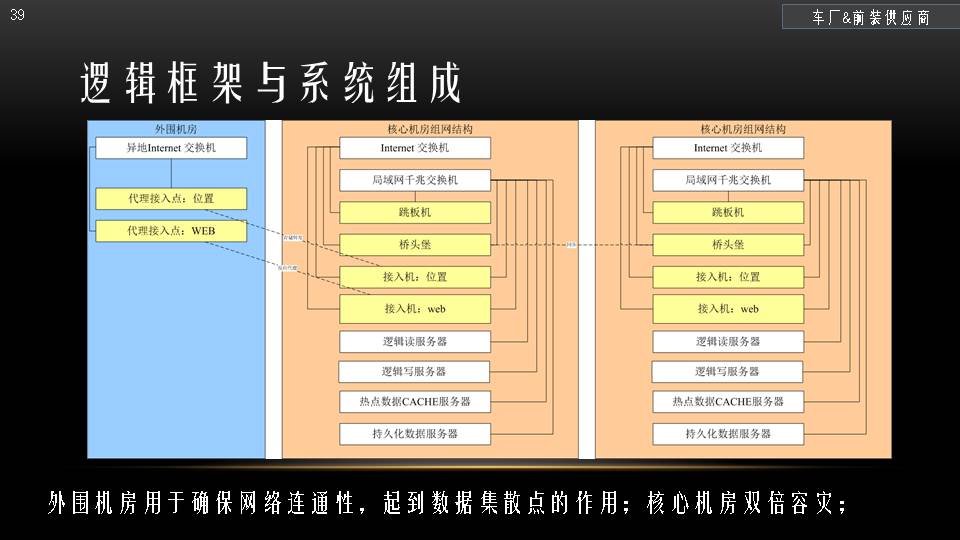 39
车厂&前装供应商
逻辑框架与系统组成
外围机房
异地Internet 交换机
代理接入点：位置
代理接入点：WEB
核心机房组网结构
Internet 交换机
局域网千兆交换机
跳板机
桥头堡
接入机：位置
接入机：web
逻辑读服务器
逻辑写服务器
热点数据CACHE服务器
持久化数据服务器
核心机房组网结构
Internet 交换机
局域网千兆交换机
跳板机
桥头堡
接入机：位置
接入机：web
逻辑读服务器
逻辑写服务器
热点数据CACHE服务器
持久化数据服务器
外围机房用于确保网络连通性，起到数据集散点的作用；核心机房双倍容灾；